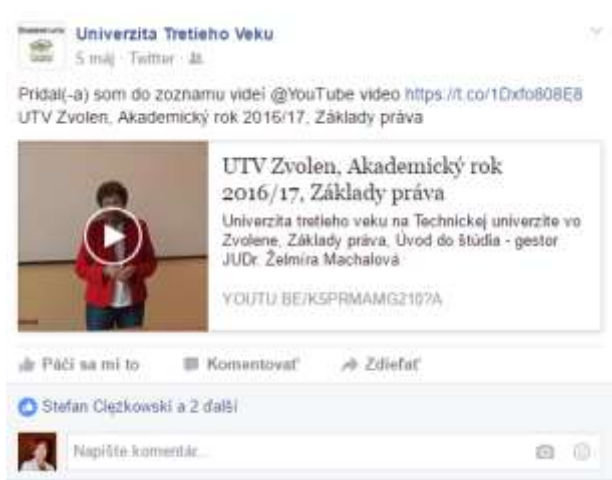 Univerzita Tretieho Veku
5 máj · Twitter ·
Pridal(-a) som do zoznamu videí @YouTube video https://t.co/1Dxfo808E8
UTV Zvolen, Akademický rok 2016/17, Základy práva
UTV Zvolen, Akademický rok
2016/17, Základy práva
Univerzita tretieho veku na Technickej univerzite vo
Zvolene, Základy práva, Úvod do štúdia - gestor
JUDr. Želmíra Machalová
Páči sa mi to Komentovať Zdieľať
Stefan Ciężkowski a 2 ďalší
Napíšte komentár...